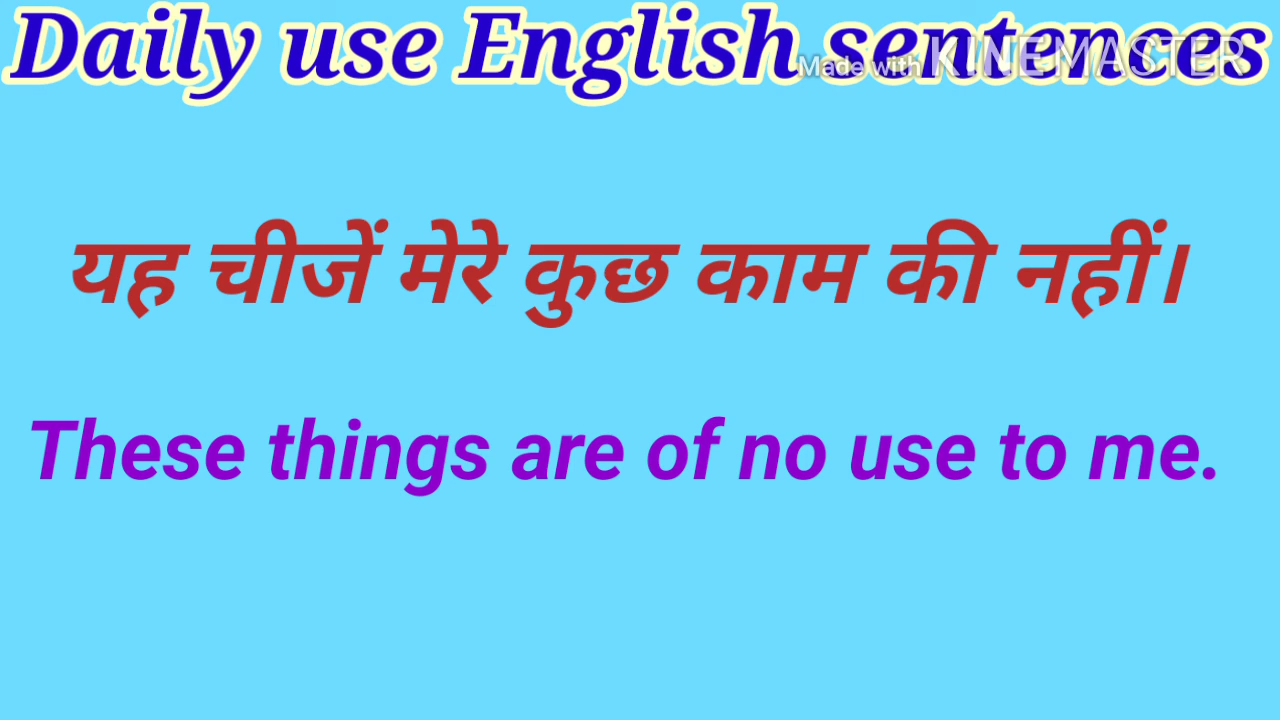 Daily use English sentences
Made with KINEMASTER
यह चीजें मेरे कुछ काम की नहीं।
These things are of no use to me.